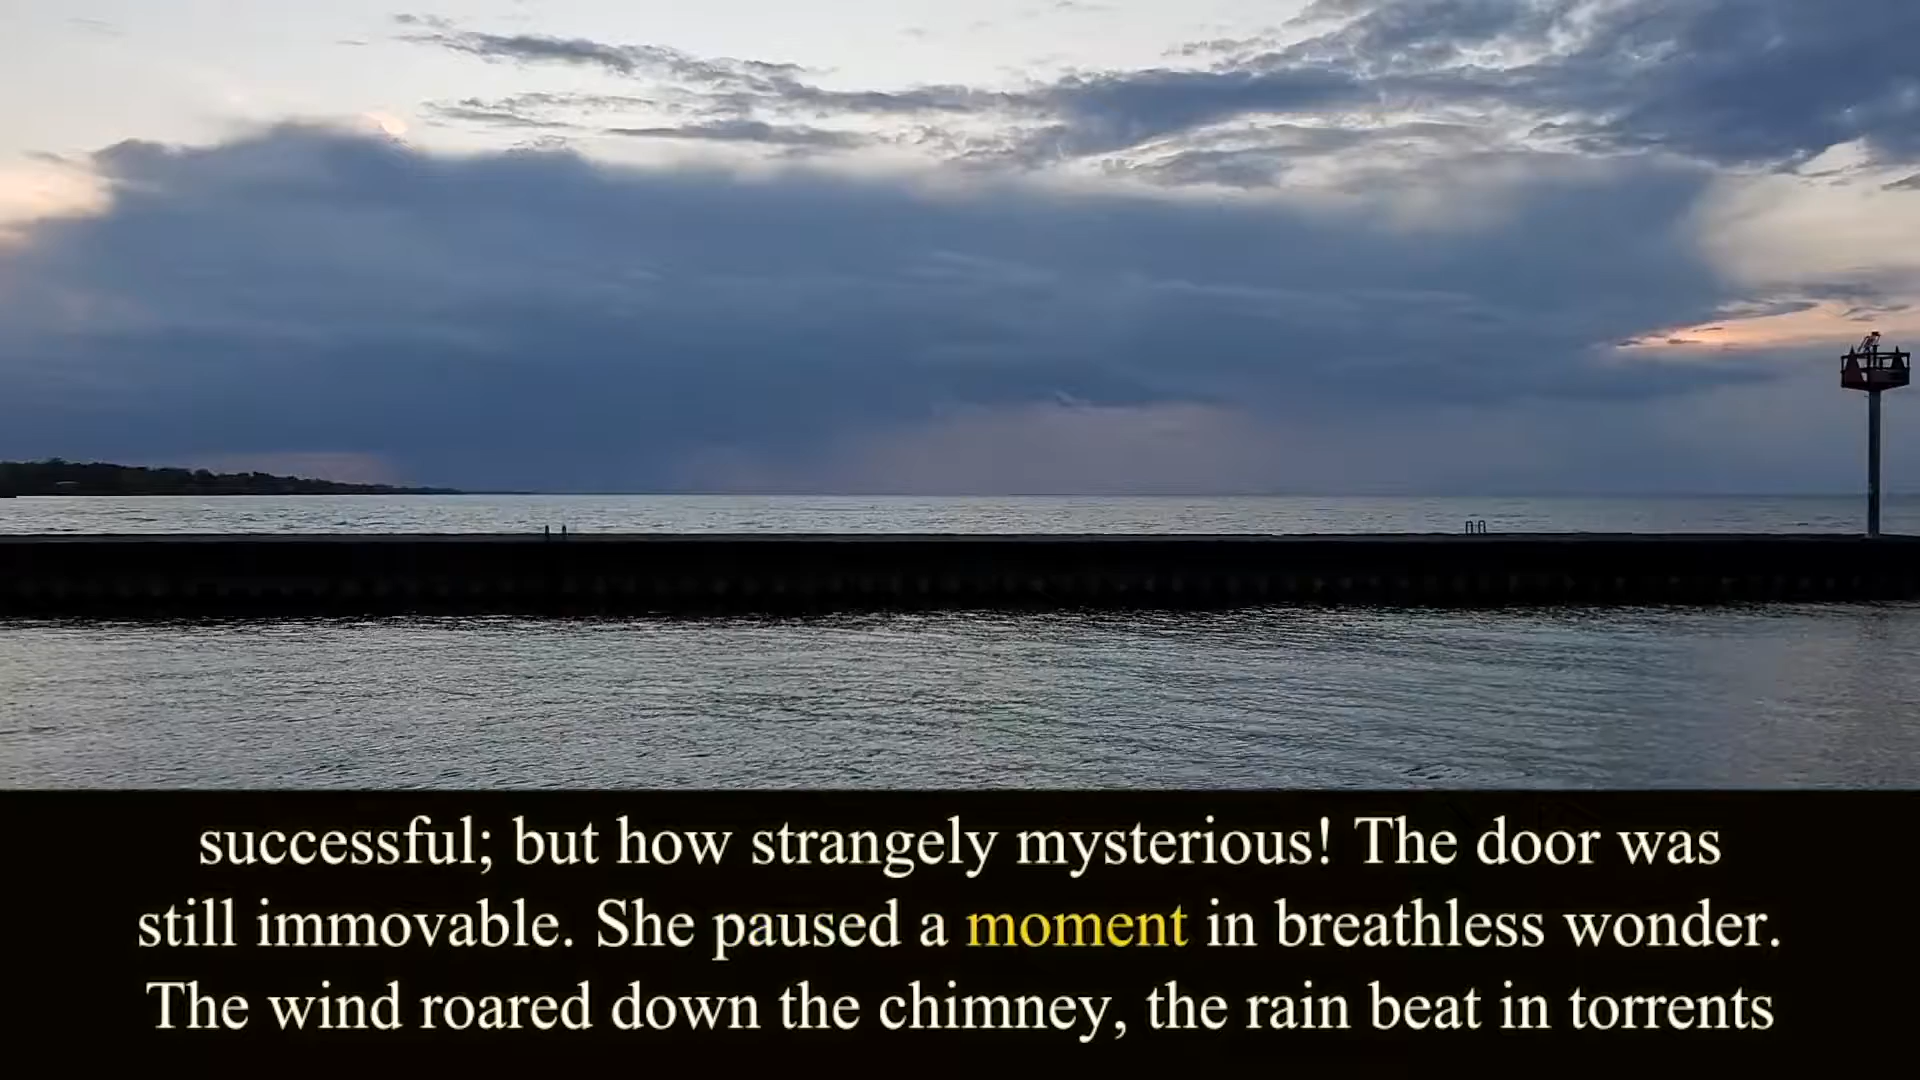 successful; but how strangely mysterious! The door was
still immovable. She paused a moment in breathless wonder.
The wind roared down the chimney, the rain beat in torrents